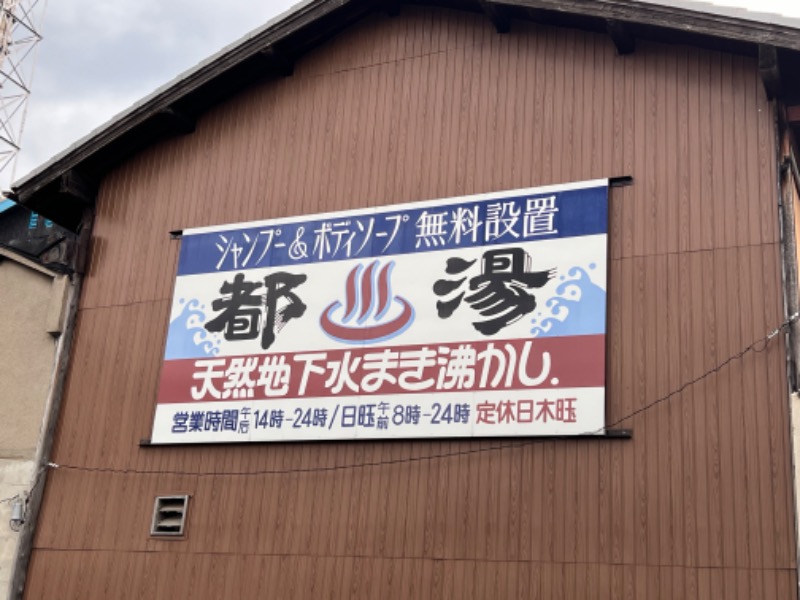 シャンプー&ボディソープ 無料設置
都 ♨ 湯
天然地下水まき沸かし.
営業時間午后14時-24時/日旺午前8時-24時 定休日木旺